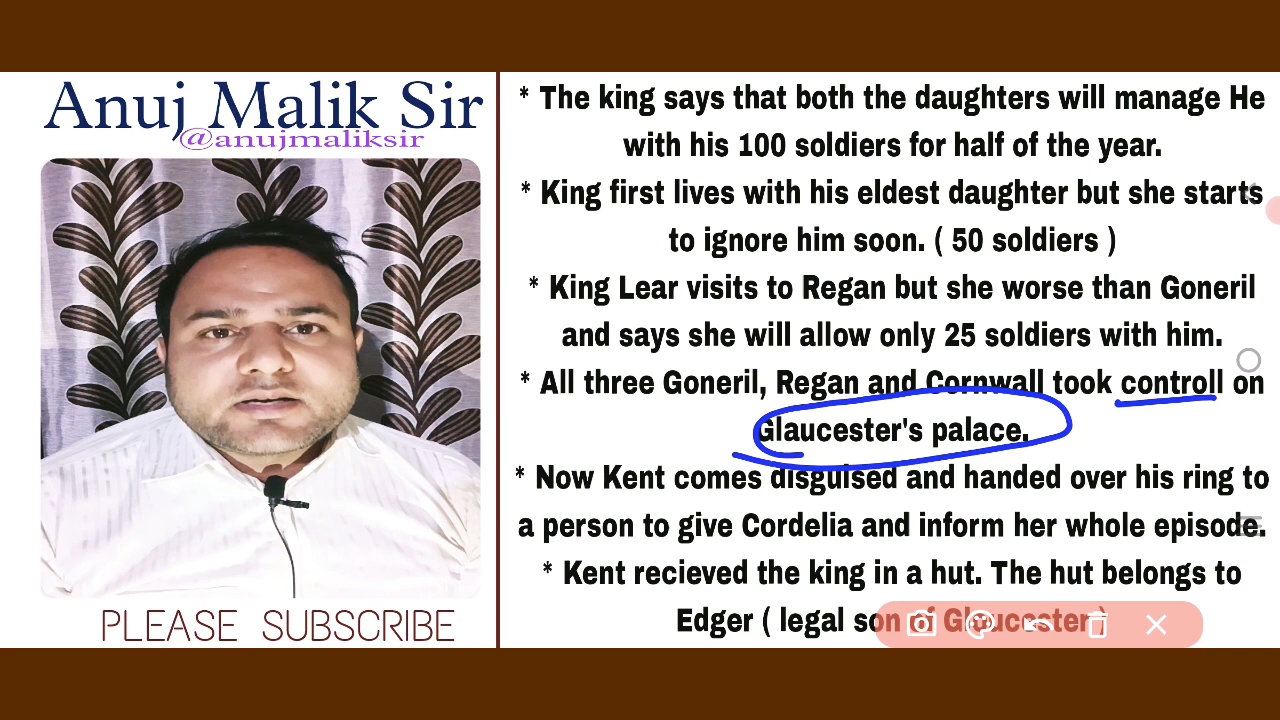 Anuj Malik Sir
@anujmaliksir
PLEASE SUBSCRIBE
* The king says that both the daughters will manage He
with his 100 soldiers for half of the year.
* King first lives with his eldest daughter but she starts
to ignore him soon. ( 50 soldiers )
* King Lear visits to Regan but she worse than Goneril
and says she will allow only 25 soldiers with him.
* All three Goneril, Regan and Cornwall took controll on
Glaucester's palace.
* Now Kent comes disguised and handed over his ring to
a person to give Cordelia and inform her whole episode.
* Kent recieved the king in a hut. The hut belongs to
Edger ( legal son of Glaucester )